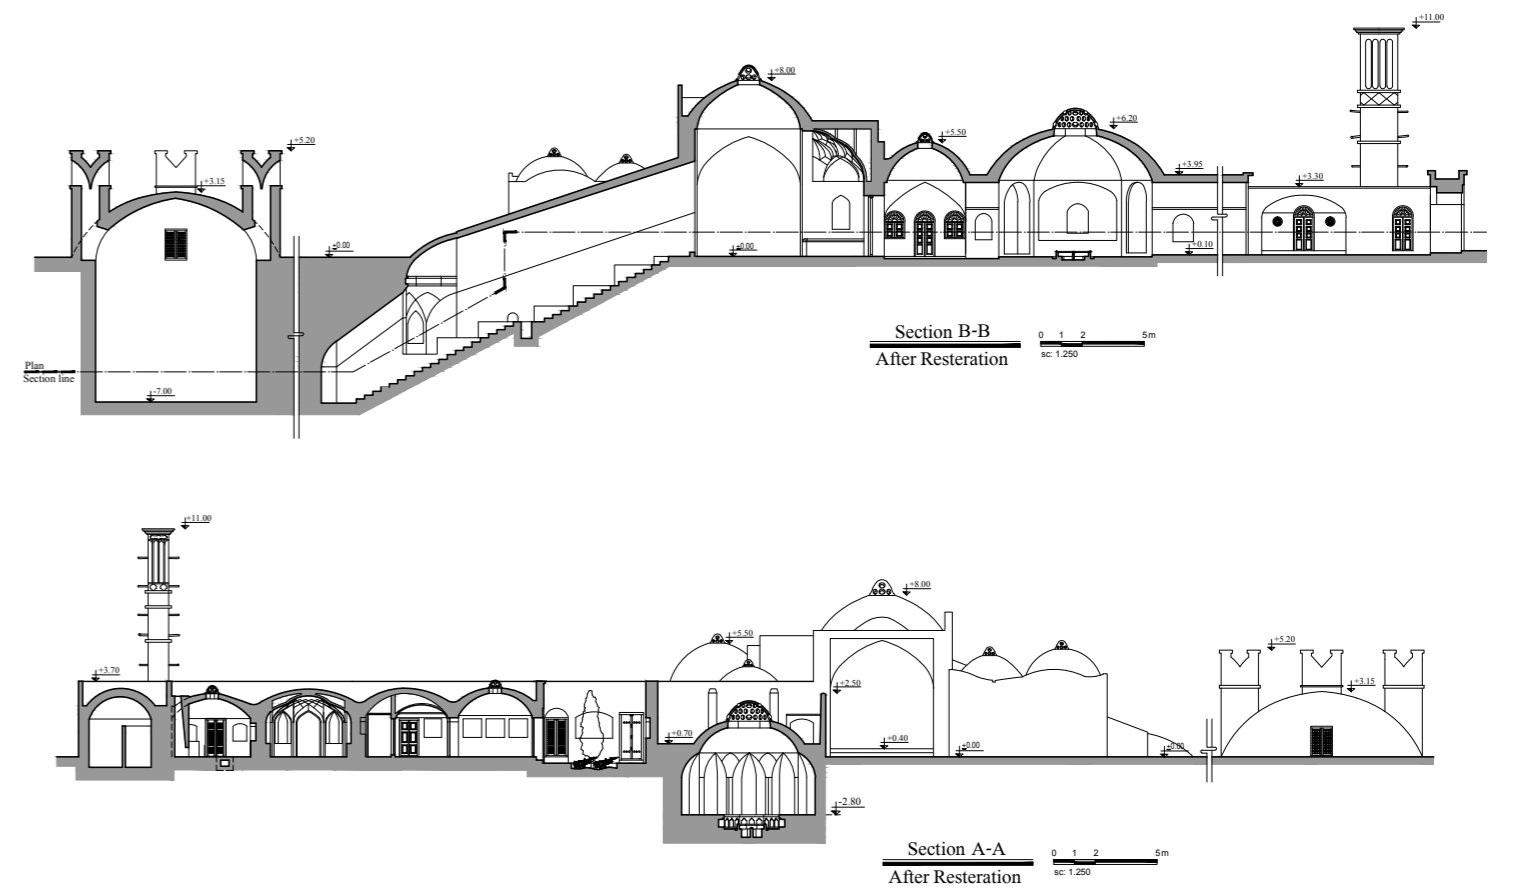 +11.00
+8.00
+6.20
+5.50
+5.20
+3.95
+3.30
+3.15
±0.00
±0.00
+0.10
Section B-B
0 1 2 5m
sc: 1.250
After Resteration
Plan
Section line
-7.00
+11.00
+8.00
+5.50
+5.20
+3.70
+2.50
+3.15
+0.70
+0.40
±0.00
±0.00
-2.80
Section A-A
0 1 2 5m
sc: 1.250
After Resteration